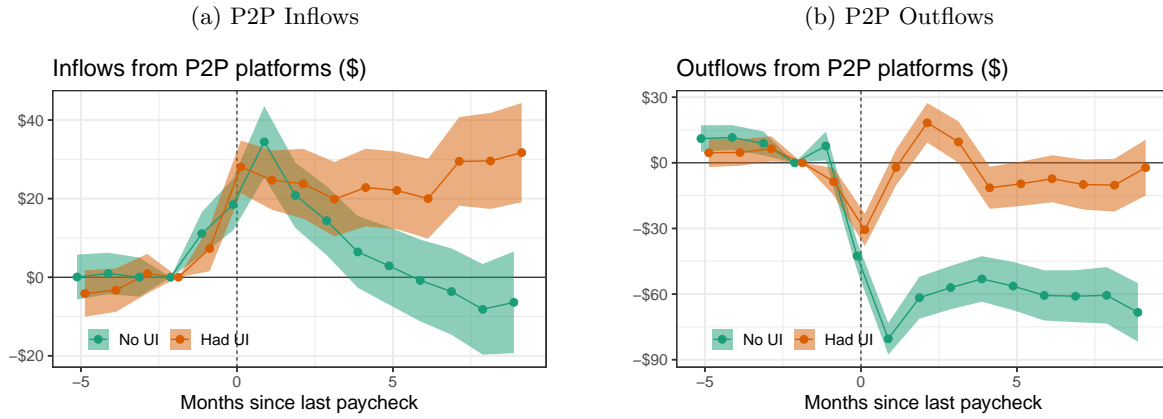 (a) P2P Inflows
Inflows from P2P platforms ($)
$40
$20
$0
−$20
No UI Had UI
−5 0 5
Months since last paycheck
(b) P2P Outflows
Outflows from P2P platforms ($)
$30
$0
−$30
−$60
−$90
No UI Had UI
−5 0 5
Months since last paycheck